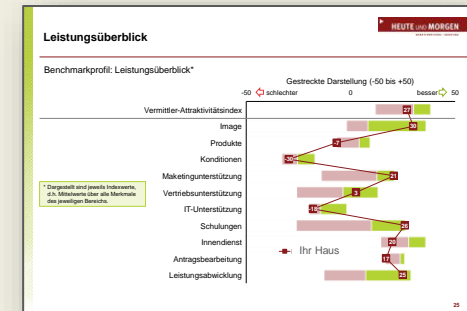 Leistungsüberblick
HEUTE UND MORGEN
Benchmarkprofil: Leistungsüberblick*
Gestreckte Darstellung (-50 bis +50)
-50 schlechter 0 besser 50
Vermittler-Attraktivitätsindex 27
Image 30
Produkte -7
Konditionen -30
Maketingunterstützung 21
Vertriebsunterstützung 3
IT-Unterstützung -18
Schulungen 26
Innendienst 20
Antragsbearbeitung 17
Leistungsabwicklung 25
* Dargestellt sind jeweils Indexwerte,
d.h. Mittelwerte über alle Merkmale
des jeweiligen Bereichs.
Ihr Haus
25